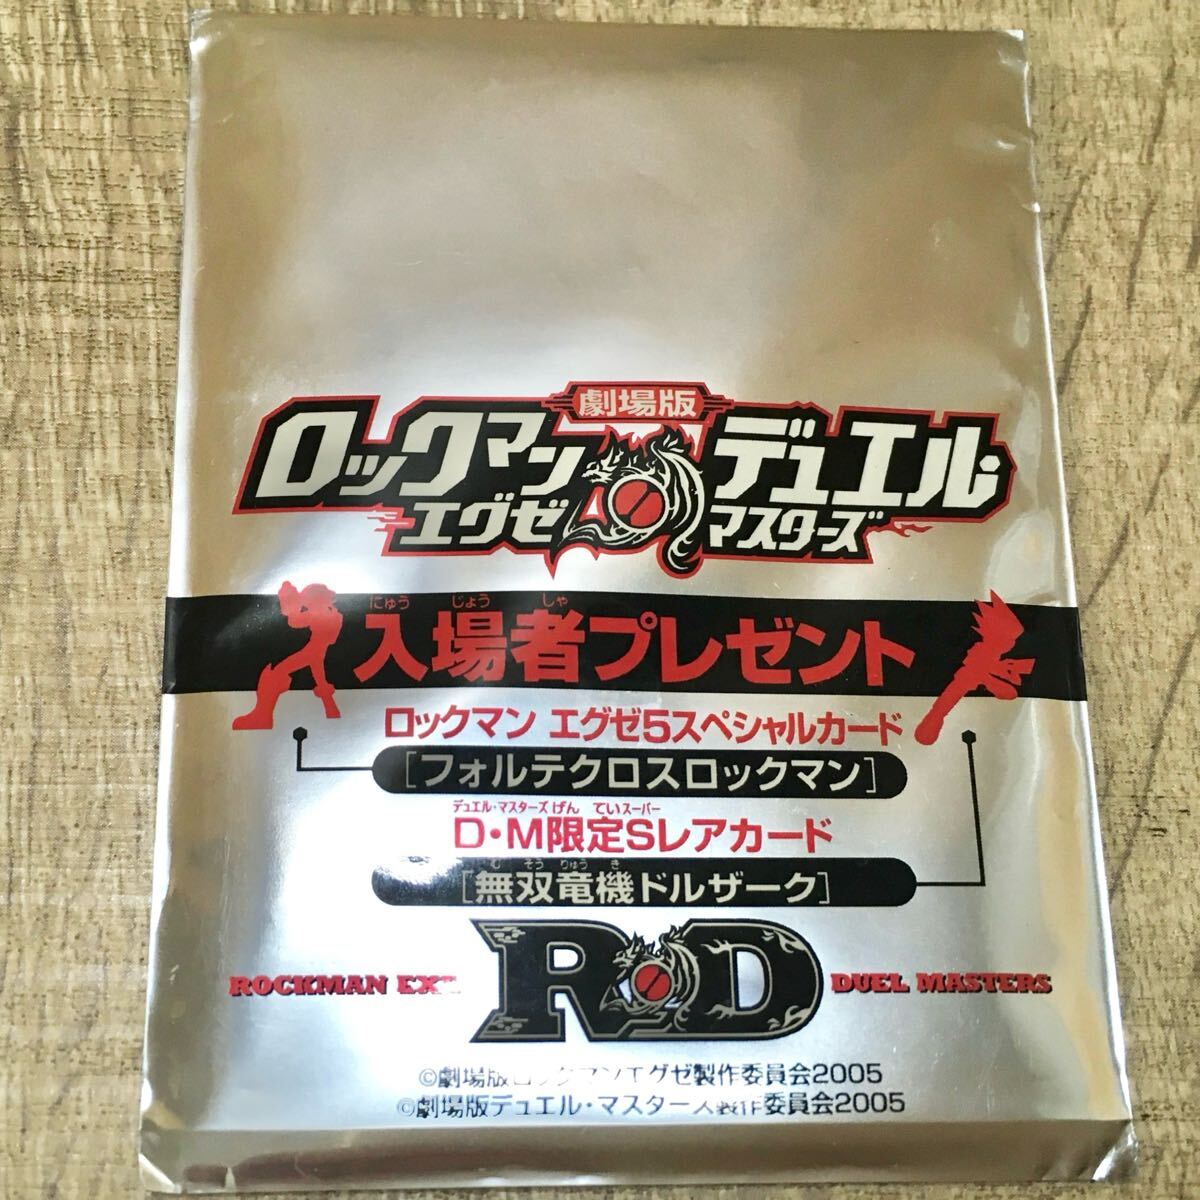 劇場版
ロックマン デュエル
エグゼ マスターズ
にゅう じょう しゃ
入場者プレゼント
ロックマン エグゼ5スペシャルカード
[フォルテクロスロックマン]
デュエル・マスターズ げん てい スーパー
D・M限定Sレアカード
む そう りゅう き
[無双竜機ドルザーク]
ROCKMAN EXE RD DUEL MASTERS
©劇場版ロックマンエグゼ製作委員会2005
©劇場版デュエル・マスターズ製作委員会2005